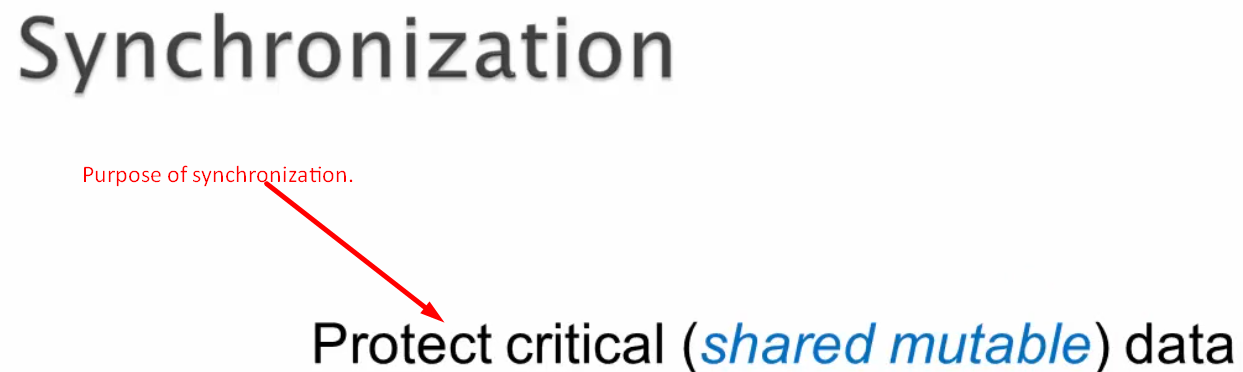 Synchronization
Purpose of synchronization.
Protect critical (shared mutable) data